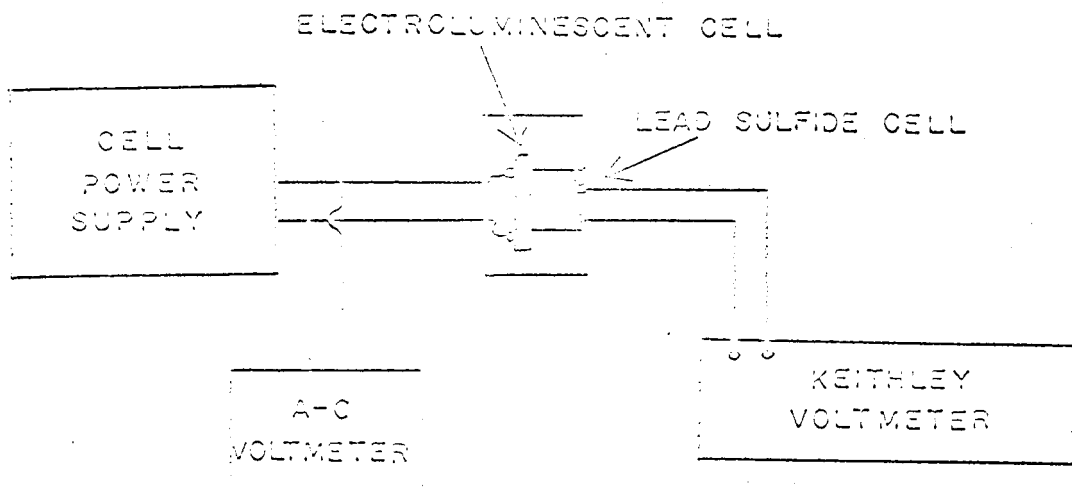 ELECTROLUMINESCENT CELL
LEAD SULFIDE CELL
CELL
POWER
SUPPLY
KEITHLEY
VOLTMETER
A-C
VOLTMETER